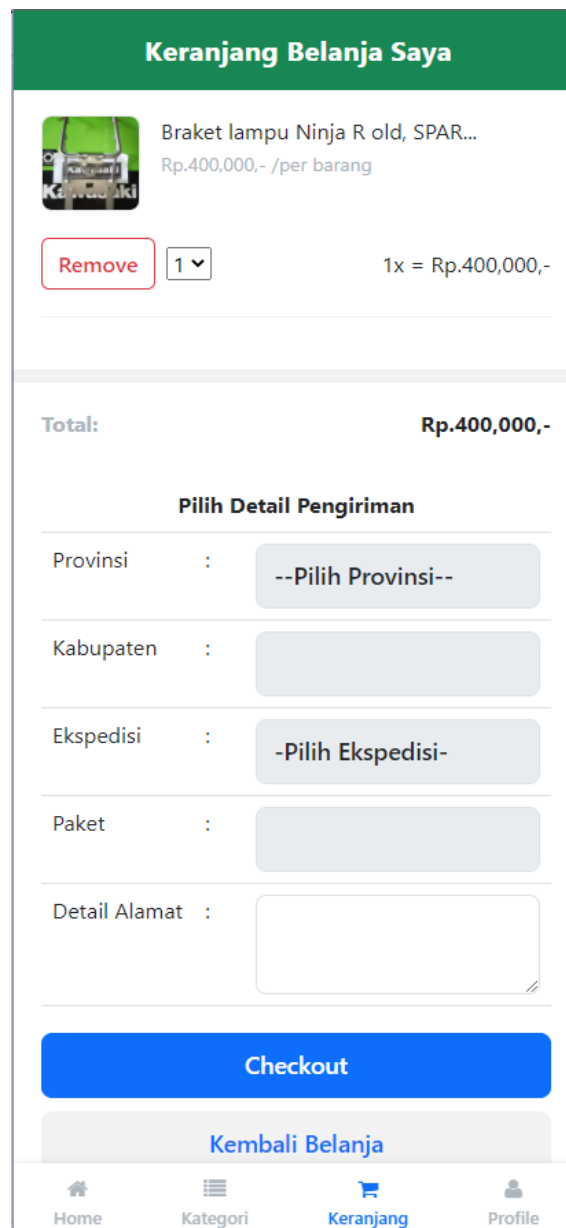 Keranjang Belanja Saya
Braket lampu Ninja R old, SPAR...
Rp.400,000,- /per barang
Remove 1 1x = Rp.400,000,-
Total: Rp.400,000,-
Pilih Detail Pengiriman
Provinsi : --Pilih Provinsi--
Kabupaten :
Ekspedisi : -Pilih Ekspedisi-
Paket :
Detail Alamat :
Checkout
Kembali Belanja
Home Kategori Keranjang Profile